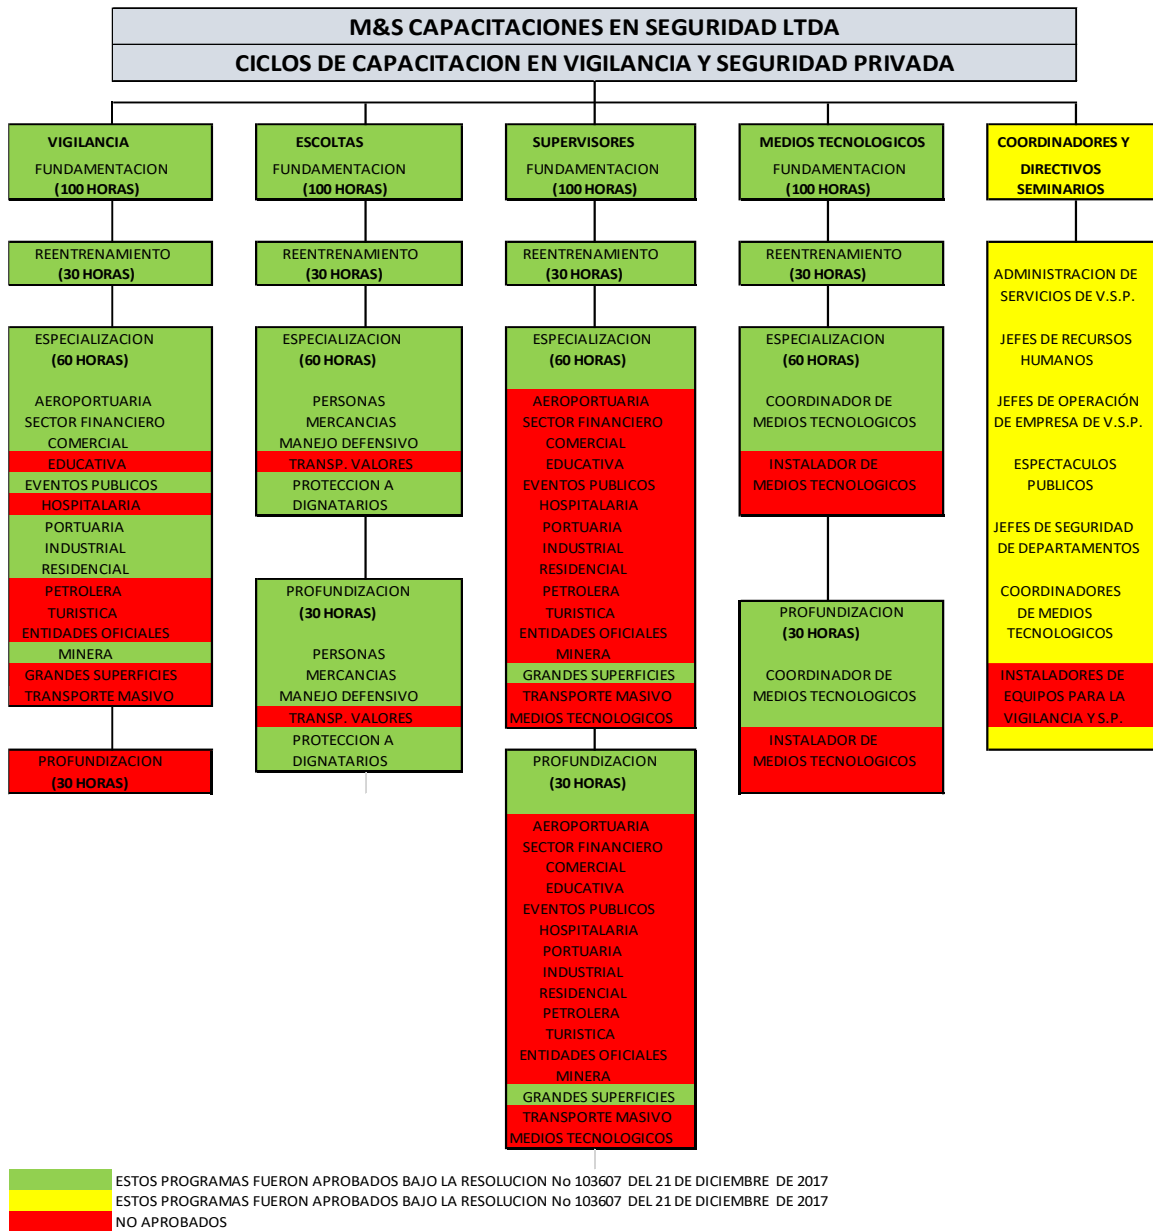 M&S CAPACITACIONES EN SEGURIDAD LTDA
CICLOS DE CAPACITACION EN VIGILANCIA Y SEGURIDAD PRIVADA
VIGILANCIA
FUNDAMENTACION
(100 HORAS)
REENTRENAMIENTO
(30 HORAS)
ESPECIALIZACION
(60 HORAS)
AEROPORTUARIA
SECTOR FINANCIERO
COMERCIAL
EDUCATIVA
EVENTOS PUBLICOS
HOSPITALARIA
PORTUARIA
INDUSTRIAL
RESIDENCIAL
PETROLERA
TURISTICA
ENTIDADES OFICIALES
MINERA
GRANDES SUPERFICIES
TRANSPORTE MASIVO
PROFUNDIZACION
(30 HORAS)
ESCOLTAS
FUNDAMENTACION
(100 HORAS)
REENTRENAMIENTO
(30 HORAS)
ESPECIALIZACION
(60 HORAS)
PERSONAS
MERCANCIAS
MANEJO DEFENSIVO
TRANSP. VALORES
PROTECCION A
DIGNATARIOS
PROFUNDIZACION
(30 HORAS)
PERSONAS
MERCANCIAS
MANEJO DEFENSIVO
TRANSP. VALORES
PROTECCION A
DIGNATARIOS
SUPERVISORES
FUNDAMENTACION
(100 HORAS)
REENTRENAMIENTO
(30 HORAS)
ESPECIALIZACION
(60 HORAS)
AEROPORTUARIA
SECTOR FINANCIERO
COMERCIAL
EDUCATIVA
EVENTOS PUBLICOS
HOSPITALARIA
PORTUARIA
INDUSTRIAL
RESIDENCIAL
PETROLERA
TURISTICA
ENTIDADES OFICIALES
MINERA
GRANDES SUPERFICIES
TRANSPORTE MASIVO
MEDIOS TECNOLOGICOS
PROFUNDIZACION
(30 HORAS)
AEROPORTUARIA
SECTOR FINANCIERO
COMERCIAL
EDUCATIVA
EVENTOS PUBLICOS
HOSPITALARIA
PORTUARIA
INDUSTRIAL
RESIDENCIAL
PETROLERA
TURISTICA
ENTIDADES OFICIALES
MINERA
GRANDES SUPERFICIES
TRANSPORTE MASIVO
MEDIOS TECNOLOGICOS
MEDIOS TECNOLOGICOS
FUNDAMENTACION
(100 HORAS)
REENTRENAMIENTO
(30 HORAS)
ESPECIALIZACION
(60 HORAS)
COORDINADOR DE
MEDIOS TECNOLOGICOS
INSTALADOR DE
MEDIOS TECNOLOGICOS
PROFUNDIZACION
(30 HORAS)
COORDINADOR DE
MEDIOS TECNOLOGICOS
INSTALADOR DE
MEDIOS TECNOLOGICOS
COORDINADORES Y
DIRECTIVOS
SEMINARIOS
ADMINISTRACION DE
SERVICIOS DE V.S.P.
JEFES DE RECURSOS
HUMANOS
JEFES DE OPERACIÓN
DE EMPRESA DE V.S.P.
ESPECTACULOS
PUBLICOS
JEFES DE SEGURIDAD
DE DEPARTAMENTOS
COORDINADORES
DE MEDIOS
TECNOLOGICOS
INSTALADORES DE
EQUIPOS PARA LA
VIGILANCIA Y S.P.
ESTOS PROGRAMAS FUERON APROBADOS BAJO LA RESOLUCION No 103607 DEL 21 DE DICIEMBRE DE 2017
ESTOS PROGRAMAS FUERON APROBADOS BAJO LA RESOLUCION No 103607 DEL 21 DE DICIEMBRE DE 2017
NO APROBADOS